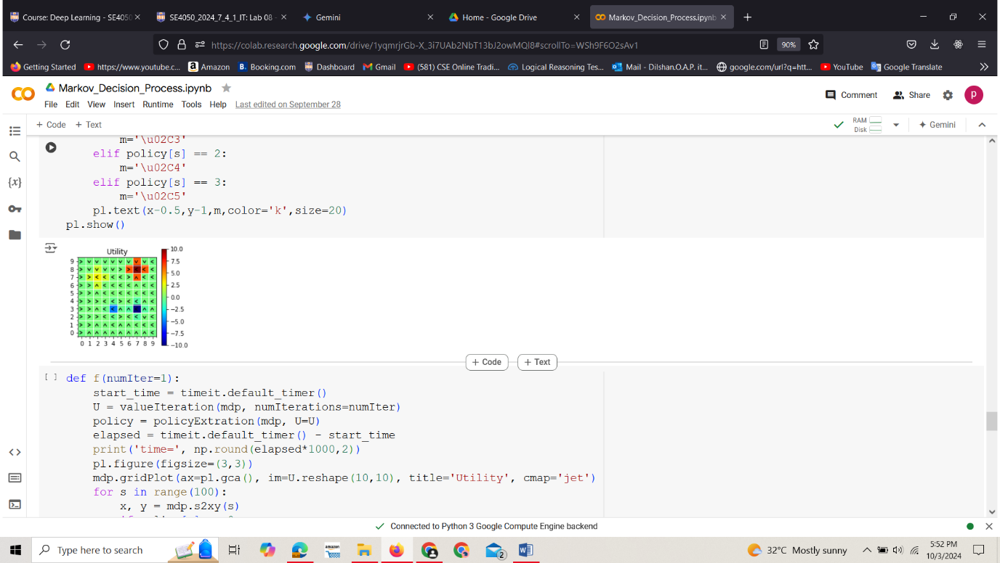 Course: Deep Learning - SE4050
SE4050_2024_7_4_1_IT: Lab 08 -
Gemini
Home - Google Drive
Markov_Decision_Process.ipynb
https://colab.research.google.com/drive/1yqmrjrGb-X_3i7UAb2NbT13bJ2owMQl8#scrollTo=WSh9F6O2sAv1
90%
Getting Started
https://www.youtube.c...
Amazon
Booking.com
Dashboard
Gmail
(581) CSE Online Tradi...
Logical Reasoning Tes...
Mail - Dilshan.O.A.P. it...
google.com/url?q=htt...
YouTube
Google Translate
Markov_Decision_Process.ipynb
File Edit View Insert Runtime Tools Help Last edited on September 28
Comment
Share
p
+ Code + Text
RAM
Disk
Gemini
m='\u02C3'
elif policy[s] == 2:
m='\u02C4'
elif policy[s] == 3:
m='\u02C5'
pl.text(x-0.5,y-1,m,color='k',size=20)
pl.show()
Utility
9
8
7
6
5
4
3
2
1
0
0 1 2 3 4 5 6 7 8 9
10.0
7.5
5.0
2.5
0.0
-2.5
-5.0
-7.5
-10.0
+ Code
+ Text
[ ] def f(numIter=1):
start_time = timeit.default_timer()
U = valueIteration(mdp, numIterations=numIter)
policy = policyExtration(mdp, U=U)
elapsed = timeit.default_timer() - start_time
print('time=', np.round(elapsed*1000,2))
pl.figure(figsize=(3,3))
mdp.gridPlot(ax=pl.gca(), im=U.reshape(10,10), title='Utility', cmap='jet')
for s in range(100):
x, y = mdp.s2xy(s)
Connected to Python 3 Google Compute Engine backend
Type here to search
amazon
2
32°C Mostly sunny
5:52 PM
10/3/2024